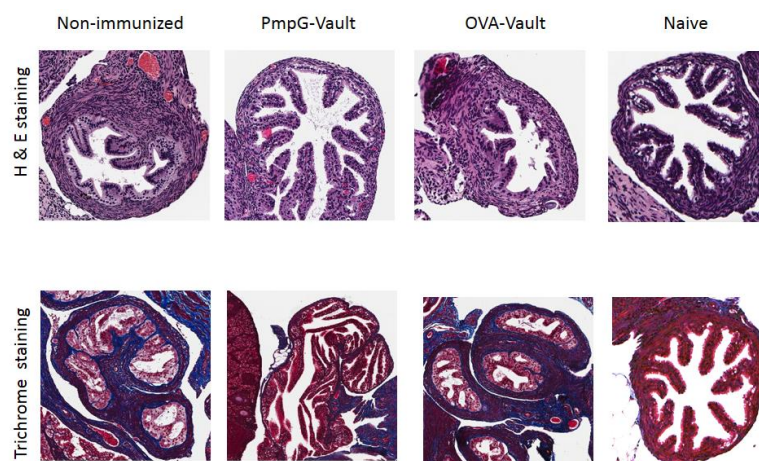 Non-immunized
PmpG-Vault
OVA-Vault
Naive
H & E staining
Trichrome staining